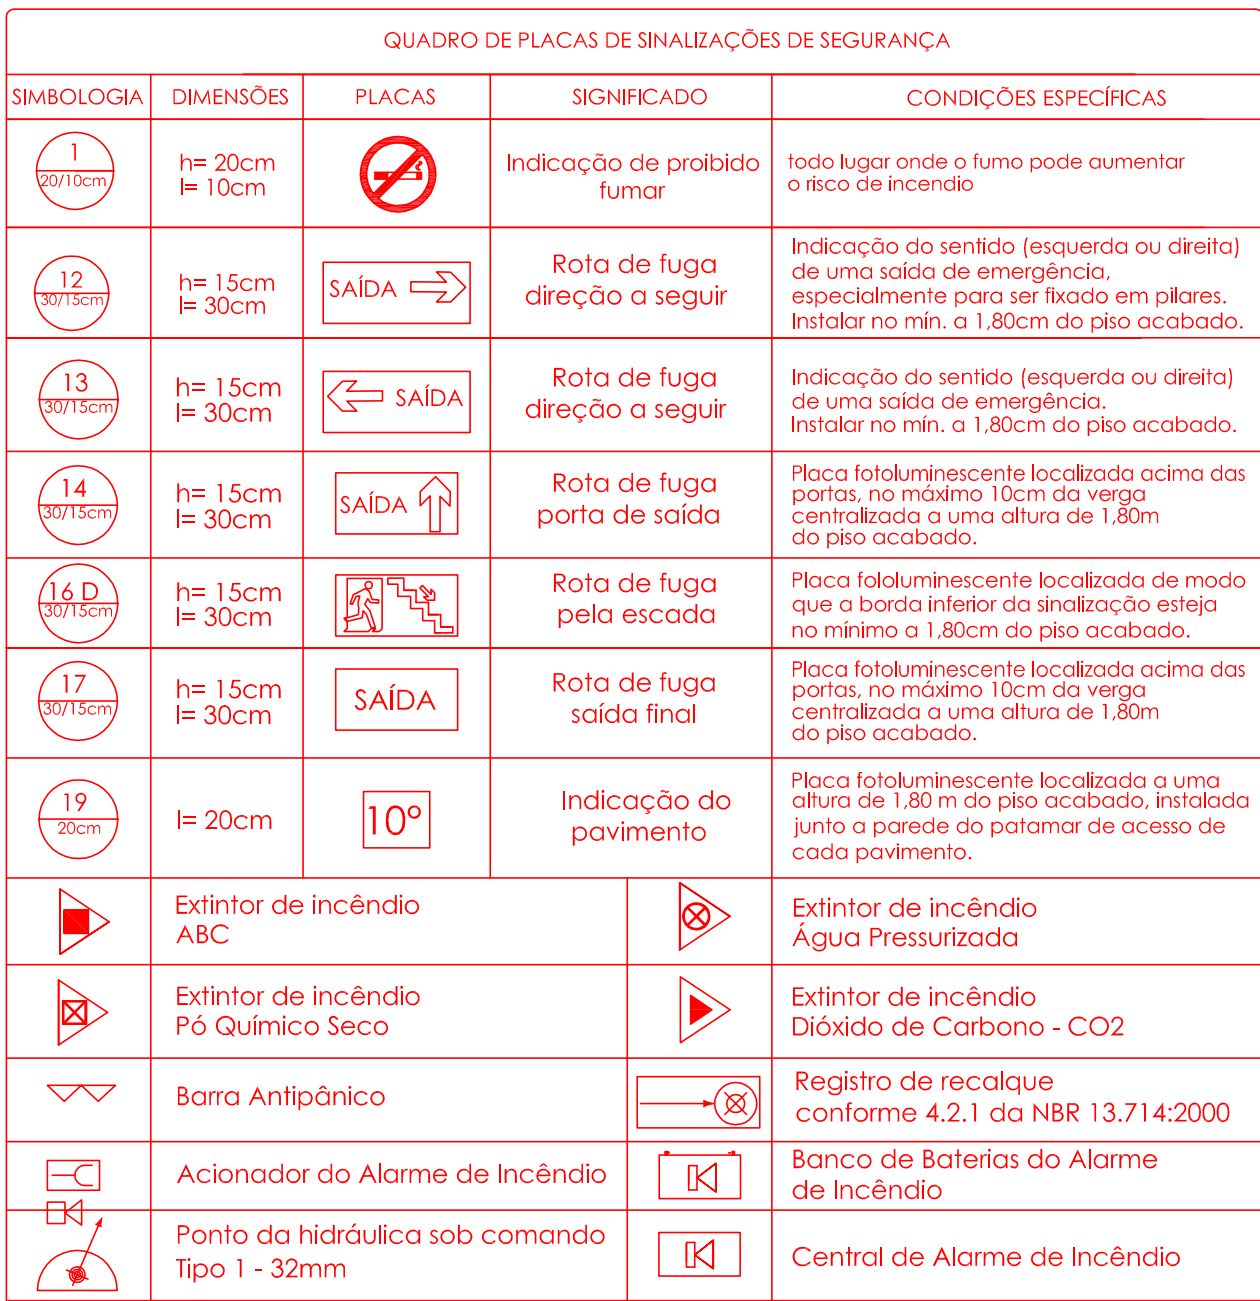 QUADRO DE PLACAS DE SINALIZAÇÕES DE SEGURANÇA
SIMBOLOGIA
DIMENSÕES
PLACAS
SIGNIFICADO
CONDIÇÕES ESPECÍFICAS
1
20/10cm
h= 20cm
l= 10cm
Indicação de proibido
fumar
todo lugar onde o fumo pode aumentar
o risco de incendio
12
30/15cm
h= 15cm
l= 30cm
SAÍDA
Rota de fuga
direção a seguir
Indicação do sentido (esquerda ou direita)
de uma saída de emergência,
especialmente para ser fixado em pilares.
Instalar no mín. a 1,80cm do piso acabado.
13
30/15cm
h= 15cm
l= 30cm
SAÍDA
Rota de fuga
direção a seguir
Indicação do sentido (esquerda ou direita)
de uma saída de emergência.
Instalar no mín. a 1,80cm do piso acabado.
14
30/15cm
h= 15cm
l= 30cm
SAÍDA
Rota de fuga
porta de saída
Placa fotoluminescente localizada acima das
portas, no máximo 10cm da verga
centralizada a uma altura de 1,80m
do piso acabado.
16 D
30/15cm
h= 15cm
l= 30cm
Rota de fuga
pela escada
Placa fololuminescente localizada de modo
que a borda inferior da sinalização esteja
no mínimo a 1,80cm do piso acabado.
17
30/15cm
h= 15cm
l= 30cm
SAÍDA
Rota de fuga
saída final
Placa fotoluminescente localizada acima das
portas, no máximo 10cm da verga
centralizada a uma altura de 1,80m
do piso acabado.
19
20cm
l= 20cm
10º
Indicação do
pavimento
Placa fotoluminescente localizada a uma
altura de 1,80 m do piso acabado, instalada
junto a parede do patamar de acesso de
cada pavimento.
Extintor de incêndio
ABC
Extintor de incêndio
Água Pressurizada
Extintor de incêndio
Pó Químico Seco
Extintor de incêndio
Dióxido de Carbono - CO2
Barra Antipânico
Registro de recalque
conforme 4.2.1 da NBR 13.714:2000
Acionador do Alarme de Incêndio
Banco de Baterias do Alarme
de Incêndio
Ponto da hidráulica sob comando
Tipo 1 - 32mm
Central de Alarme de Incêndio